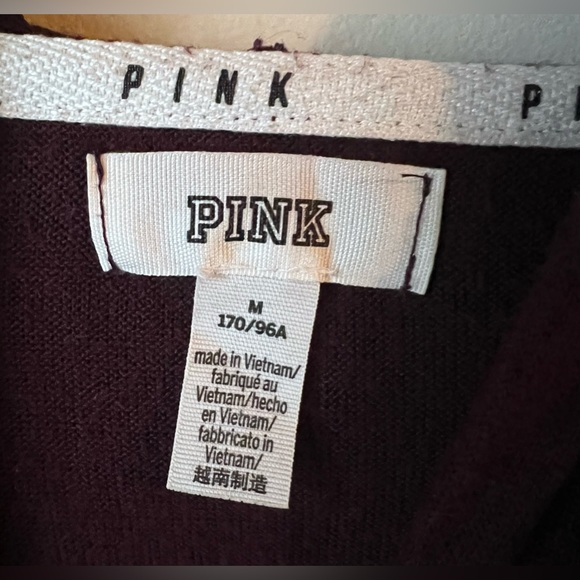 PINK P
PINK
M
170/96A
made in Vietnam/
fabriqué au
Vietnam/hecho
en Vietnam/
fabbricato in
Vietnam/
越南制造